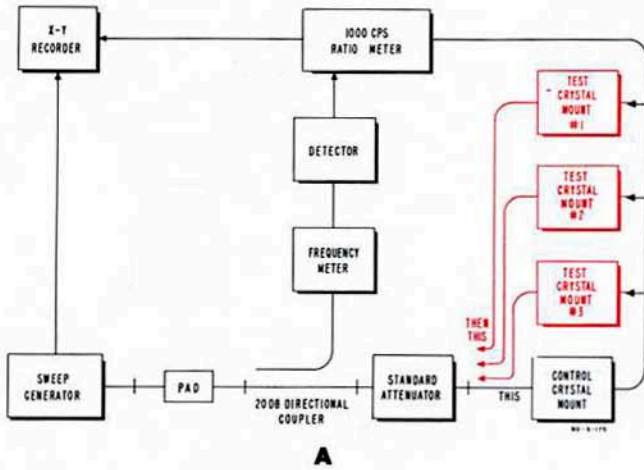 X-Y
RECORDER
1000 CPS
RATIO METER
TEST
CRYSTAL
MOUNT
#1
DETECTOR
TEST
CRYSTAL
MOUNT
#2
FREQUENCY
METER
TEST
CRYSTAL
MOUNT
#3
THEN
THIS
SWEEP
GENERATOR
PAD
20DB DIRECTIONAL
COUPLER
STANDARD
ATTENUATOR
THIS
CONTROL
CRYSTAL
MOUNT
A